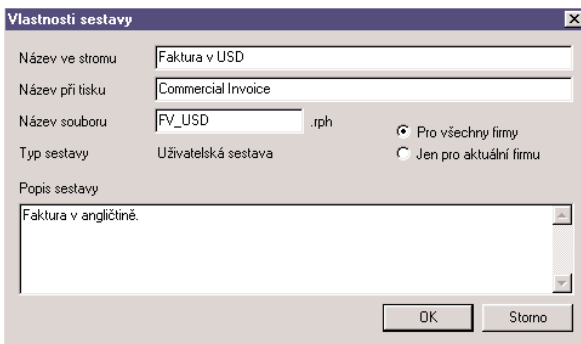 Vlastnosti sestavy
Název ve stromu Faktura v USD
Název při tisku Commercial Invoice
Název souboru FV_USD .rph
Pro všechny firmy
Typ sestavy Uživatelská sestava
Jen pro aktuální firmu
Popis sestavy
Faktura v angličtině.
OK Storno